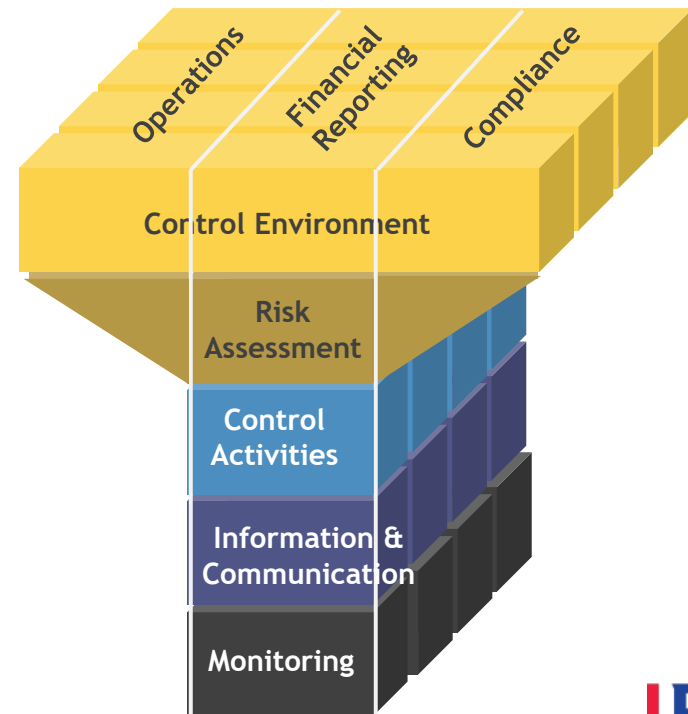 Operations
Financial
Reporting
Compliance
Control Environment
Risk
Assessment
Control
Activities
Information &
Communication
Monitoring